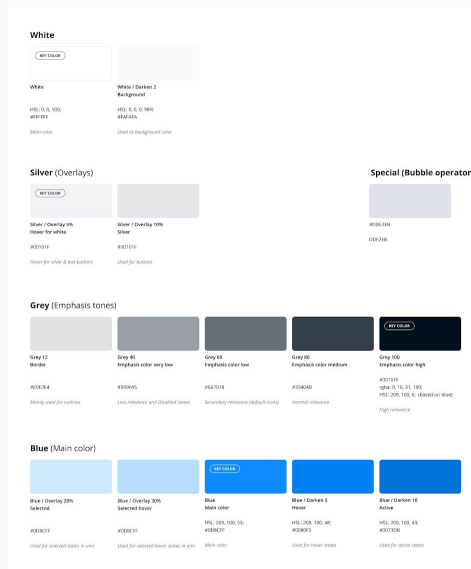 White
KEY COLOR
White
HSL: 0, 0, 100;
#FFFFFF
Main color
White / Darken 2
Background
HSL: 0, 0, 0; 98%
#FAFAFA
Used as background color
Silver (Overlays)
KEY COLOR
Silver / Overlay 5%
Hover for white
#00101F
Hover for silver & text buttons
Silver / Overlay 10%
Silver
#00101F
Used for buttons
Special (Bubble operator
#DDE2EB
DDE2EB
Grey (Emphasis tones)
Grey 12
Border
#E0E2E4
Mainly used for outlines
Grey 40
Emphasis color very low
#999FA5
Less relevance and Disabled states
Grey 60
Emphasis color low
#667078
Secondary relevance (default icons)
Grey 80
Emphasis color medium
#33404B
Normal relevance
KEY COLOR
Grey 100
Emphasis color high
#00101F
rgba: 0, 16, 31, 100;
HSL: 209, 100, 6; (based on blue)
High relevance
Blue (Main color)
Blue / Overlay 20%
Selected
#0D8CFF
Used for selected states in ums
Blue / Overlay 30%
Selected hover
#0D8CFF
Used for selected hover states in ums
KEY COLOR
Blue
Main color
HSL: 209, 100, 53;
#0D8CFF
Main color
Blue / Darken 5
Hover
HSL: 209, 100, 48;
#0080F5
Used for hover states
Blue / Darken 10
Active
HSL: 209, 100, 43;
#0073DB
Used for active states